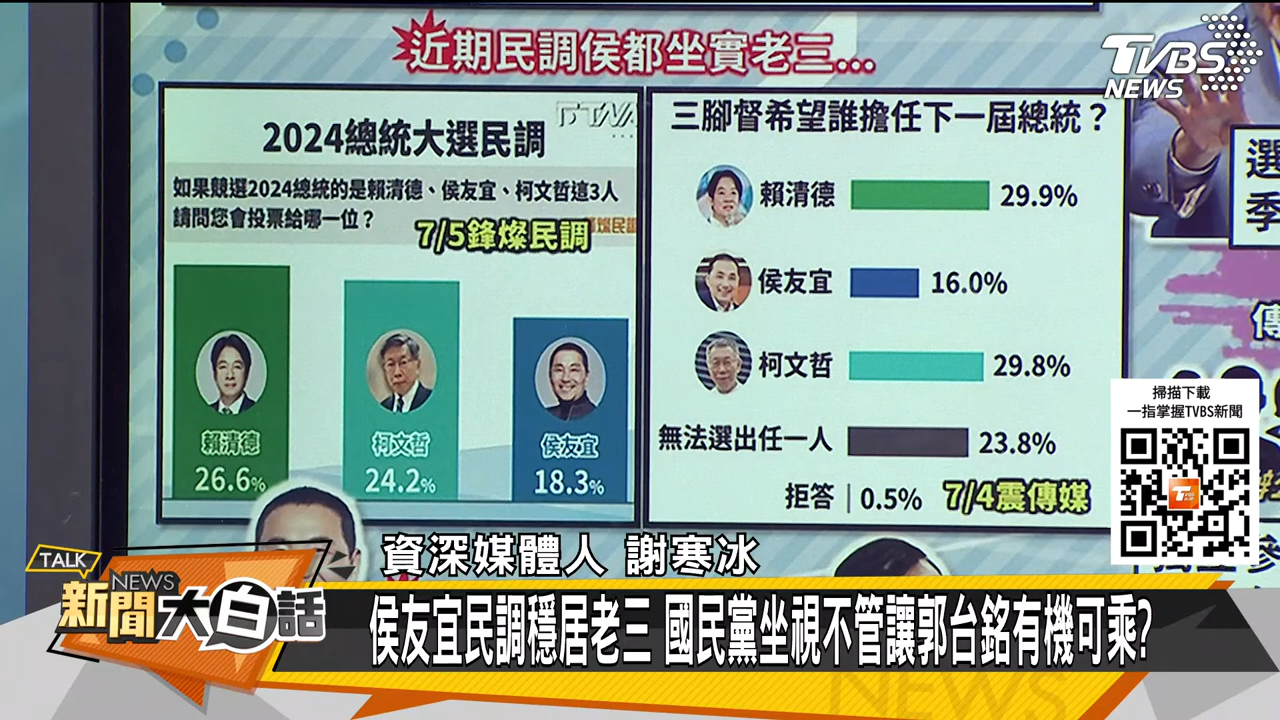 近期民調侯都坐實老三...
TVBS
NEWS
2024總統大選民調
如果競選2024總統的是賴清德、侯友宜、柯文哲這3人
請問您會投票給哪一位？
7/5鋒燦民調
賴清德
26.6%
柯文哲
24.2%
侯友宜
18.3%
三腳督希望誰擔任下一屆總統？
賴清德 29.9%
侯友宜 16.0%
柯文哲 29.8%
無法選出任一人 23.8%
拒答 0.5%
7/4震傳媒
選
季
傳
掃描下載
一指掌握TVBS新聞
資深媒體人 謝寒冰
TALK
NEWS
新聞大白話
侯友宜民調穩居老三 國民黨坐視不管讓郭台銘有機可乘?
NEWS